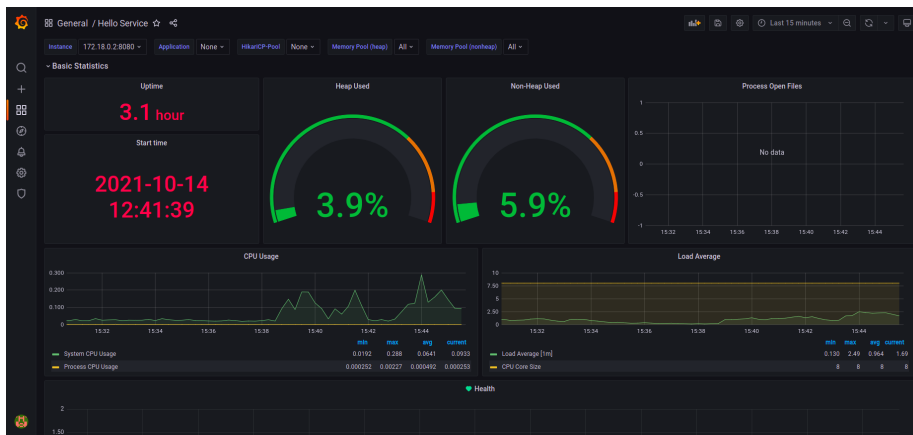 General / Hello Service
Last 15 minutes
Instance 172.18.0.2:8080 Application None HikariCP-Pool None Memory Pool (heap) All Memory Pool (nonheap) All
Basic Statistics
Uptime
3.1 hour
Start time
2021-10-14
12:41:39
Heap Used
3.9%
Non-Heap Used
5.9%
Process Open Files
1
0.5
0
-0.5
-1
No data
15:32 15:34 15:36 15:38 15:40 15:42 15:44
CPU Usage
0.300
0.200
0.100
0
15:32 15:34 15:36 15:38 15:40 15:42 15:44
min max avg current
System CPU Usage 0.0192 0.288 0.0641 0.0933
Process CPU Usage 0.000252 0.00227 0.000492 0.000253
Load Average
10
7.50
5
2.50
0
15:32 15:34 15:36 15:38 15:40 15:42 15:44
min max avg current
Load Average [1m] 0.130 2.49 0.964 1.69
CPU Core Size 8 8 8 8
Health
2
1.50